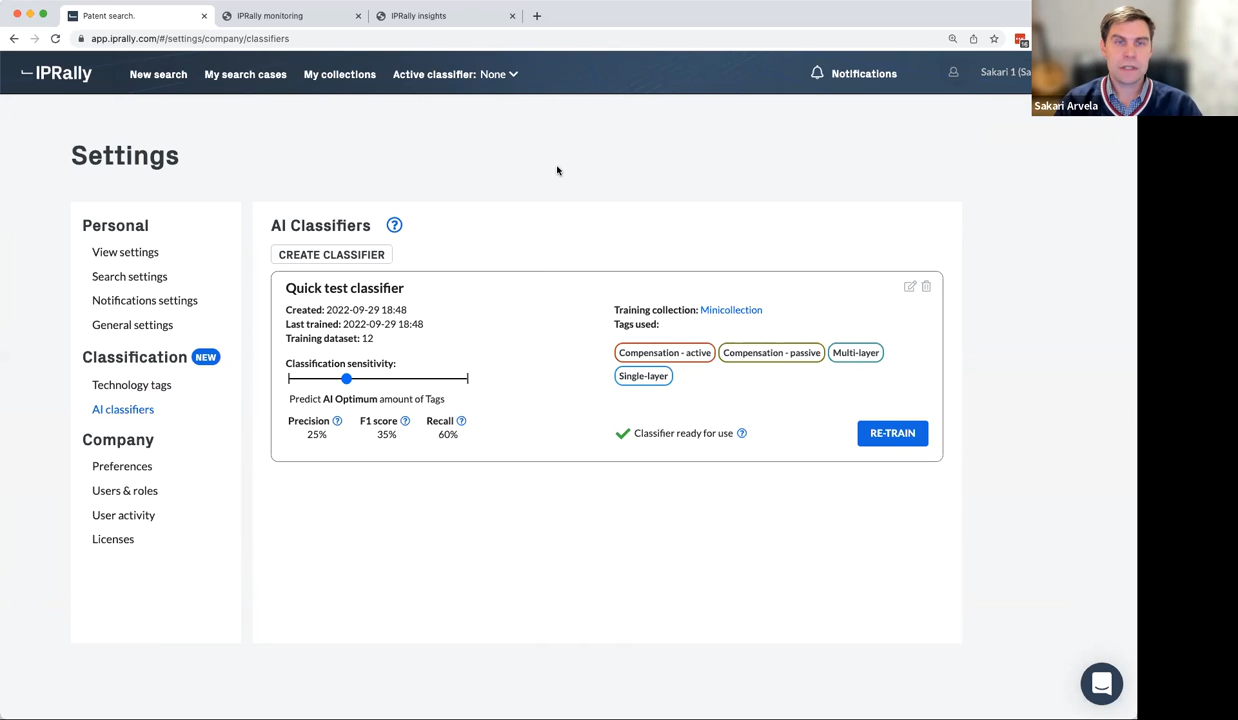 Patent search.
IPRally monitoring
IPRally insights
app.iprally.com/#/settings/company/classifiers
16
IPRally
New search
My search cases
My collections
Active classifier: None
Notifications
Sakari 1 (Sa
Sakari Arvela
Settings
Personal
View settings
Search settings
Notifications settings
General settings
Classification NEW
Technology tags
AI classifiers
Company
Preferences
Users & roles
User activity
Licenses
AI Classifiers ?
CREATE CLASSIFIER
Quick test classifier
Created: 2022-09-29 18:48
Last trained: 2022-09-29 18:48
Training dataset: 12
Classification sensitivity:
Predict AI Optimum amount of Tags
Precision ? F1 score ? Recall ?
25% 35% 60%
Training collection: Minicollection
Tags used:
Compensation - active Compensation - passive Multi-layer
Single-layer
Classifier ready for use ?
RE-TRAIN